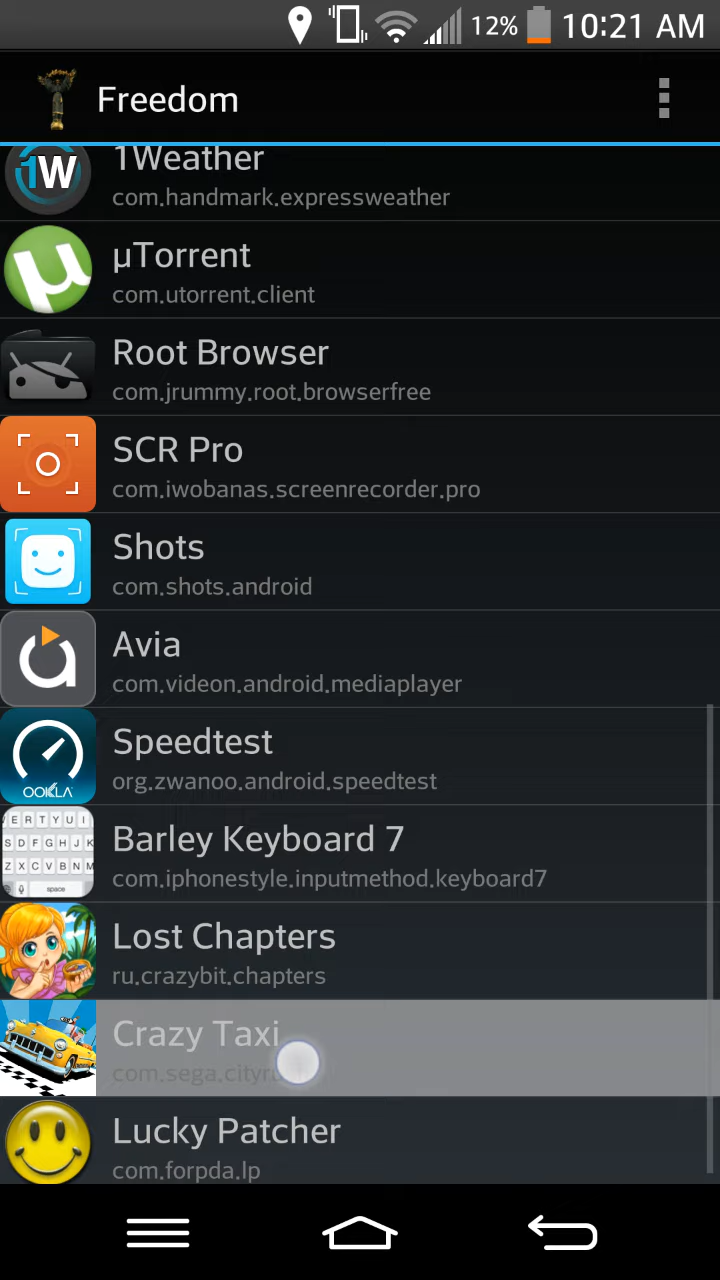 12% 10:21 AM
Freedom
1W
1Weather
com.handmark.expressweather
µTorrent
com.utorrent.client
Root Browser
com.jrummy.root.browserfree
SCR Pro
com.iwobanas.screenrecorder.pro
Shots
com.shots.android
Avia
com.videon.android.mediaplayer
OOKLA
Speedtest
org.zwanoo.android.speedtest
E R T Y U I
S D F G H J K
Z X C V B N M
space
Barley Keyboard 7
com.iphonestyle.inputmethod.keyboard7
Lost Chapters
ru.crazybit.chapters
Crazy Taxi
Lucky Patcher
com.forpda.lp